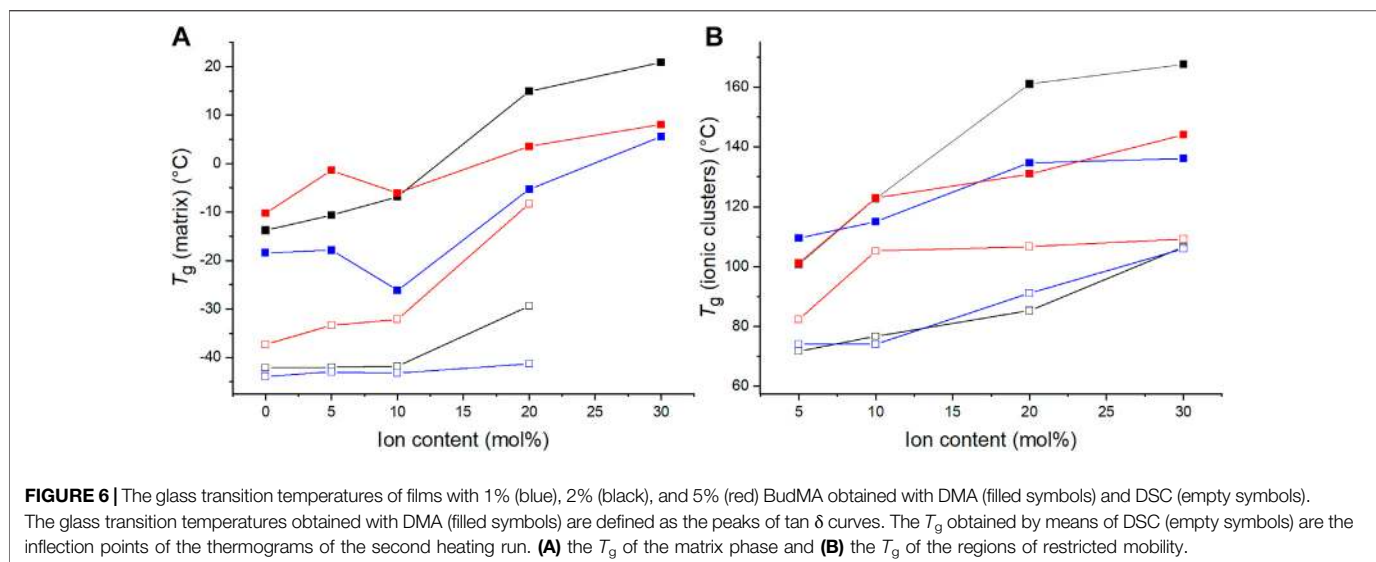 A
B
20
10
0
-10
-20
-30
-40
Tg (matrix) (°C)
0 5 10 15 20 25 30
Ion content (mol%)
160
140
120
100
80
60
Tg (ionic clusters) (°C)
5 10 15 20 25 30
Ion content (mol%)
FIGURE 6 | The glass transition temperatures of films with 1% (blue), 2% (black), and 5% (red) BudMA obtained with DMA (filled symbols) and DSC (empty symbols).
The glass transition temperatures obtained with DMA (filled symbols) are defined as the peaks of tan δ curves. The Tg obtained by means of DSC (empty symbols) are the
inflection points of the thermograms of the second heating run. (A) the Tg of the matrix phase and (B) the Tg of the regions of restricted mobility.